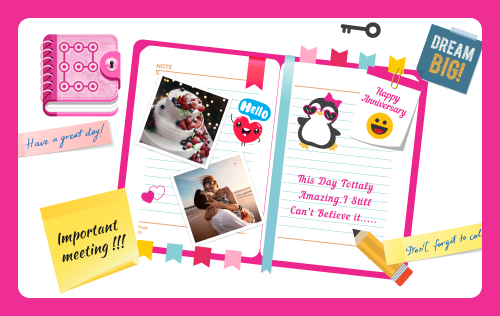 NOTE
DREAM
BIG!
Happy
Anniversary
Hello
Have a great day!
This Day Tottaly
Amazing.I Still
Can't Believe it.....
Important
meeting !!!
Page
Don't forget to cal